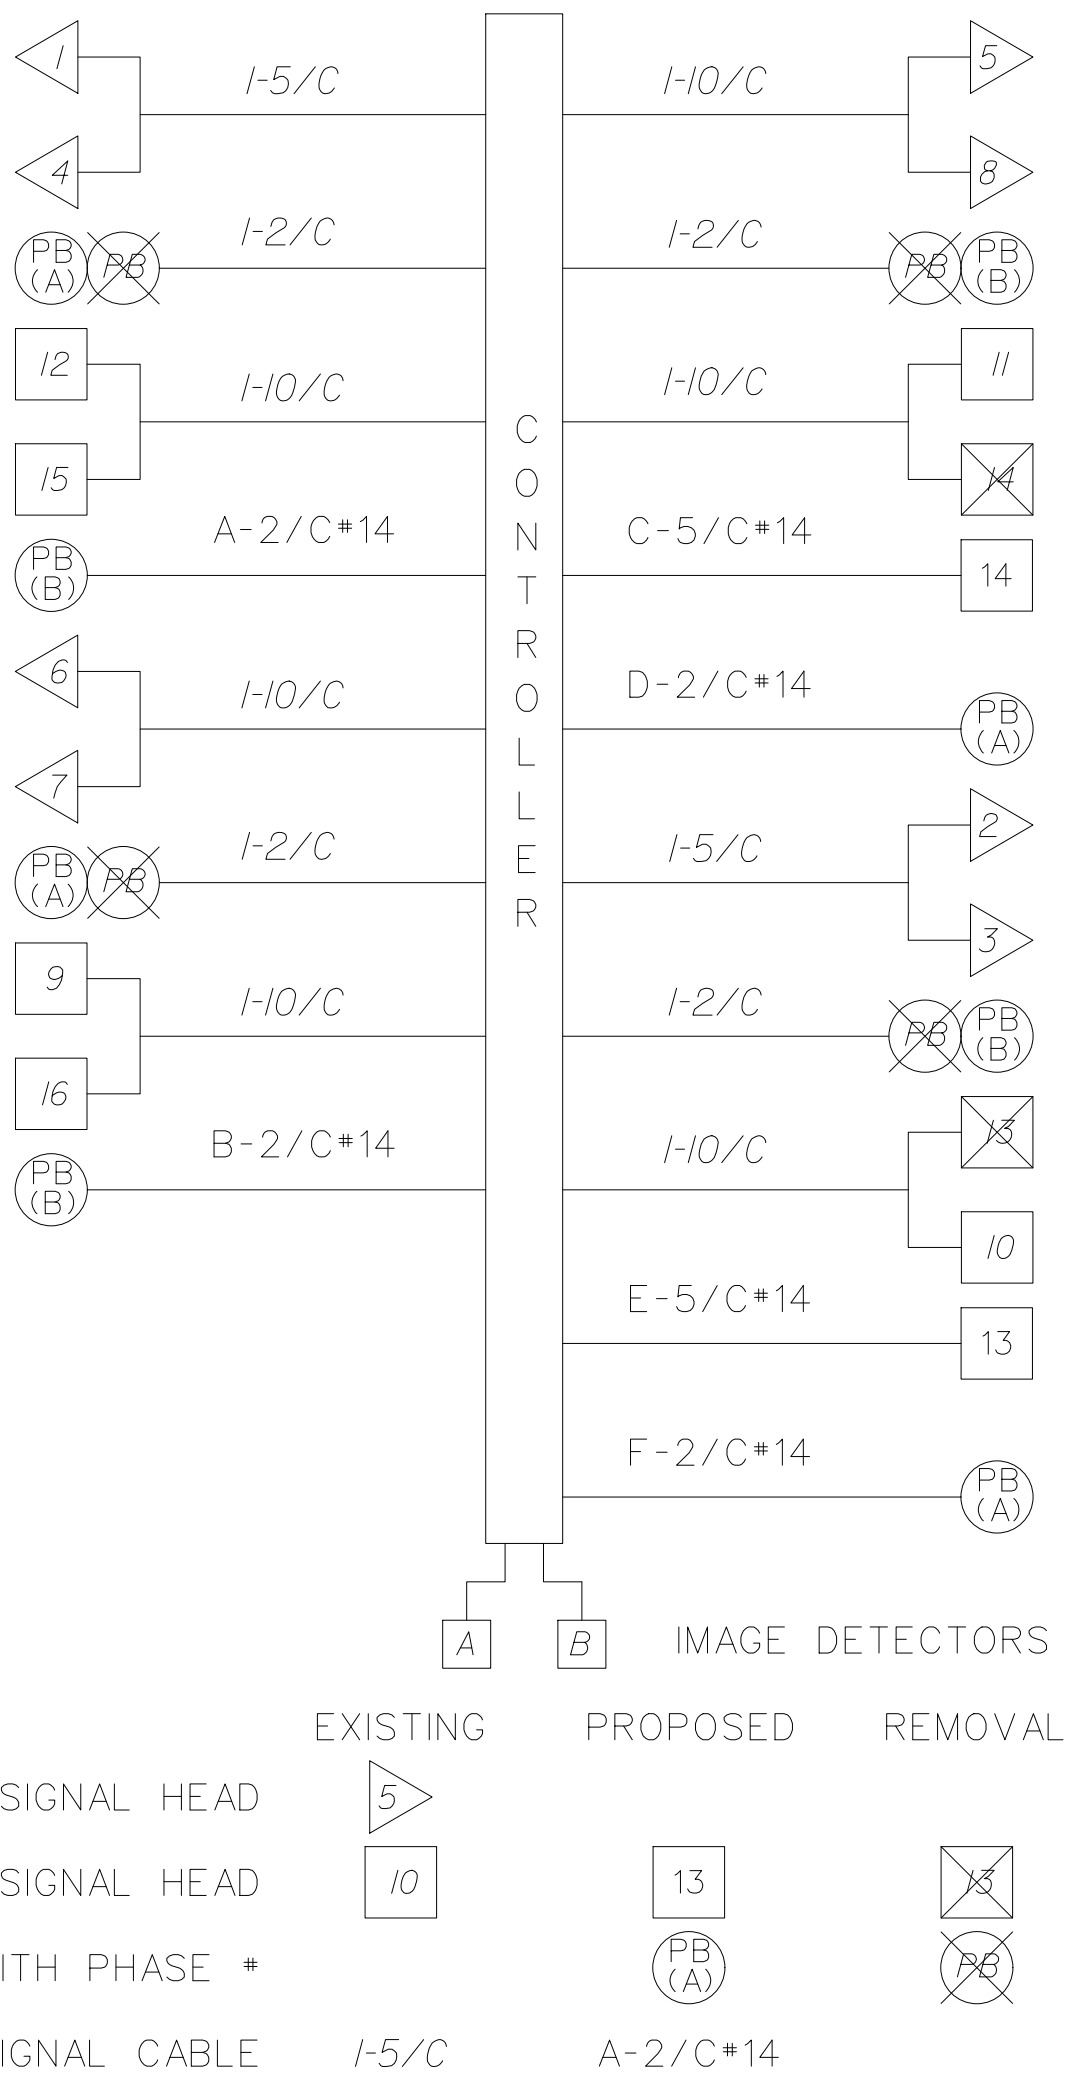 1
1-5/C
4
1-2/C
PB
(A)
PB
12
1-10/C
15
A-2/C#14
PB
(B)
6
1-10/C
7
1-2/C
PB
(A)
PB
9
1-10/C
16
B-2/C#14
PB
(B)
CONTROLLER
5
1-10/C
8
1-2/C
PB
PB
(B)
11
1-10/C
14
C-5/C#14
14
D-2/C#14
PB
(A)
2
1-5/C
3
1-2/C
PB
PB
(B)
13
1-10/C
10
E-5/C#14
13
F-2/C#14
PB
(A)
A B IMAGE DETECTORS
EXISTING PROPOSED REMOVAL
SIGNAL HEAD 5
SIGNAL HEAD 10 13 13
ITH PHASE # PB (A) PB
IGNAL CABLE 1-5/C A-2/C#14